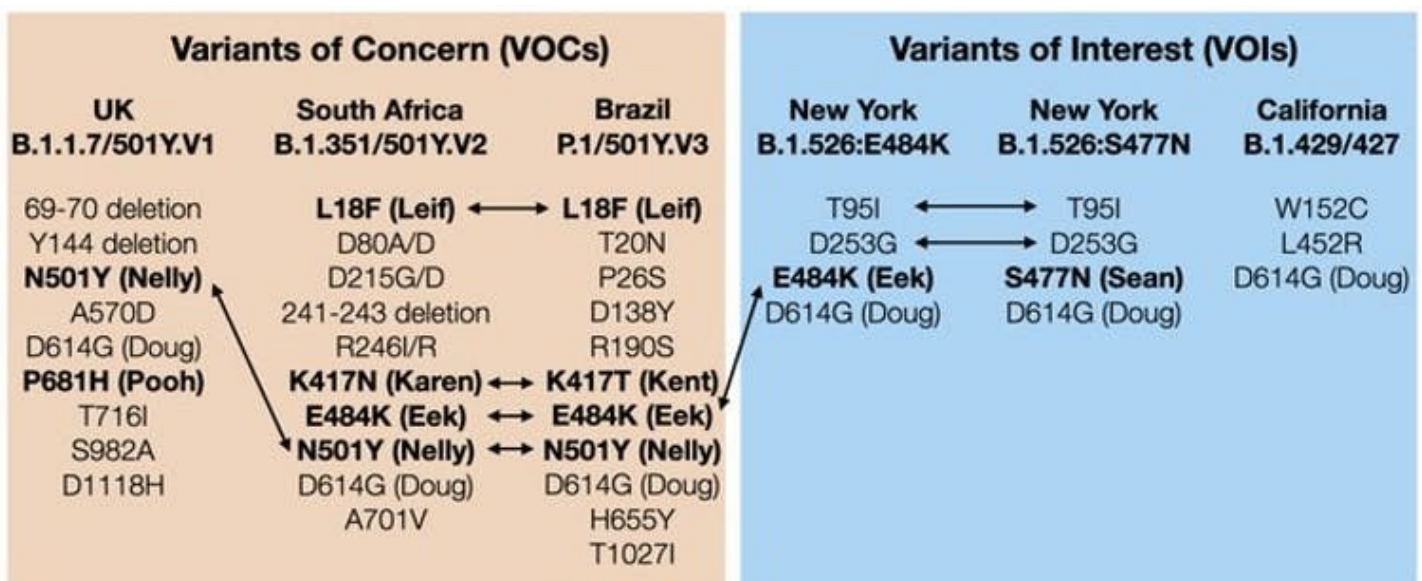 Variants of Concern (VOCs)
UK
B.1.1.7/501Y.V1
69-70 deletion
Y144 deletion
N501Y (Nelly)
A570D
D614G (Doug)
P681H (Pooh)
T716I
S982A
D1118H
South Africa
B.1.351/501Y.V2
L18F (Leif)
D80A/D
D215G/D
241-243 deletion
R246I/R
K417N (Karen)
E484K (Eek)
N501Y (Nelly)
D614G (Doug)
A701V
Brazil
P.1/501Y.V3
L18F (Leif)
T20N
P26S
D138Y
R190S
K417T (Kent)
E484K (Eek)
N501Y (Nelly)
D614G (Doug)
H655Y
T1027I
Variants of Interest (VOIs)
New York
B.1.526:E484K
T95I
D253G
E484K (Eek)
D614G (Doug)
New York
B.1.526:S477N
T95I
D253G
S477N (Sean)
D614G (Doug)
California
B.1.429/427
W152C
L452R
D614G (Doug)